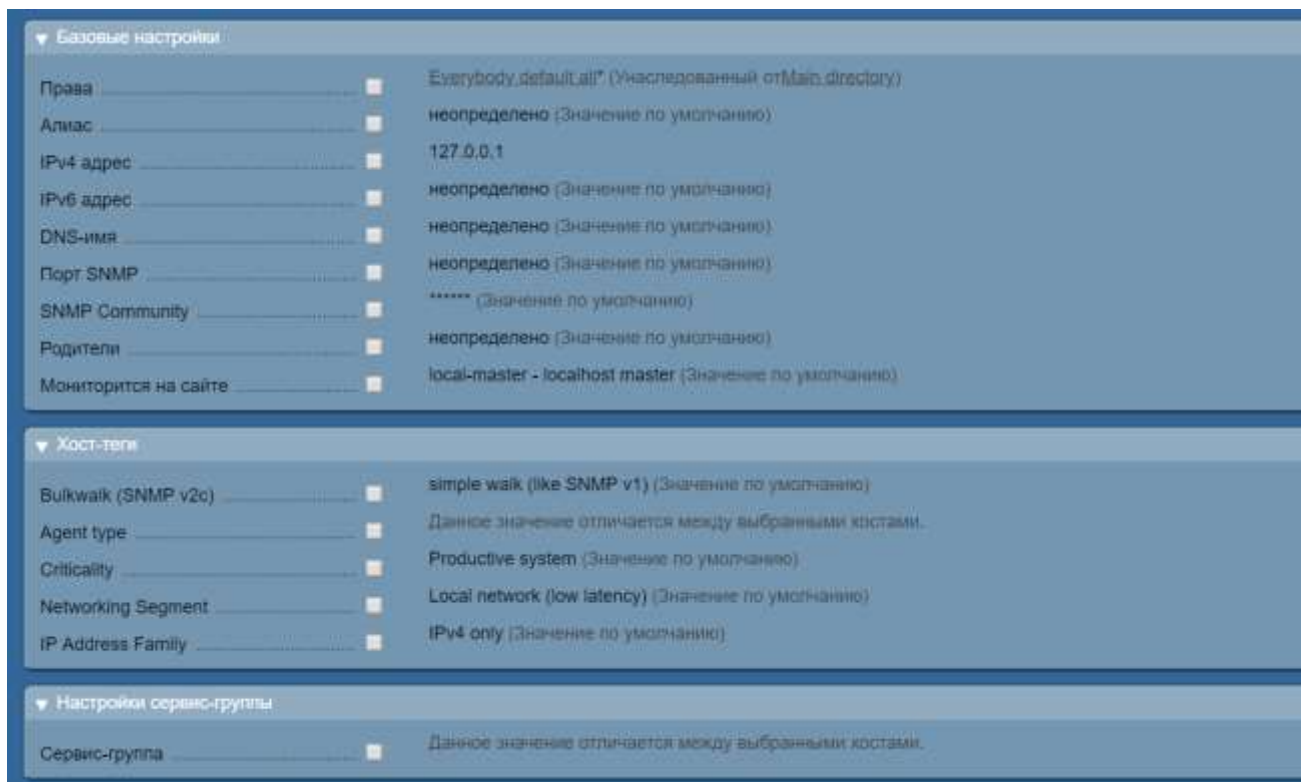 Базовые настройки
Права Everybody, default, all* (Унаследованный отMain directory)
Алиас неопределено (Значение по умолчанию)
IPv4 адрес 127.0.0.1
IPv6 адрес неопределено (Значение по умолчанию)
DNS-имя неопределено (Значение по умолчанию)
Порт SNMP неопределено (Значение по умолчанию)
SNMP Community ****** (Значение по умолчанию)
Родители неопределено (Значение по умолчанию)
Мониторится на сайте local-master - localhost master (Значение по умолчанию)
Хост-теги
Bulkwalk (SNMP v2c) simple walk (like SNMP v1) (Значение по умолчанию)
Agent type Данное значение отличается между выбранными хостами.
Criticality Productive system (Значение по умолчанию)
Networking Segment Local network (low latency) (Значение по умолчанию)
IP Address Family IPv4 only (Значение по умолчанию)
Настройки сервис-группы
Сервис-группа Данное значение отличается между выбранными хостами.